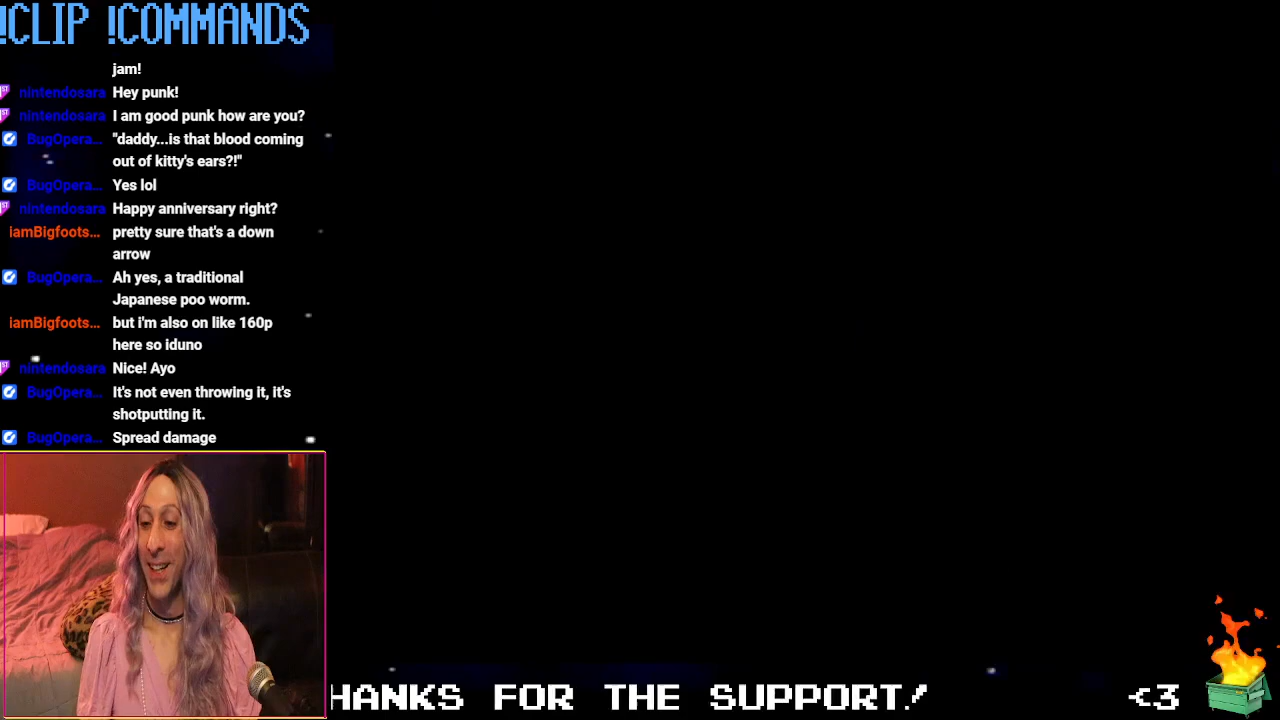 !CLIP !COMMANDS
jam!
nintendosara Hey punk!
nintendosara I am good punk how are you?
BugOpera... "daddy...is that blood coming
out of kitty's ears?!"
BugOpera... Yes lol
nintendosara Happy anniversary right?
iamBigfoots... pretty sure that's a down
arrow
BugOpera... Ah yes, a traditional
Japanese poo worm.
iamBigfoots... but i'm also on like 160p
here so iduno
nintendosara Nice! Ayo
BugOpera... It's not even throwing it, it's
shotputting it.
BugOpera... Spread damage
HANKS FOR THE SUPPORT! <3